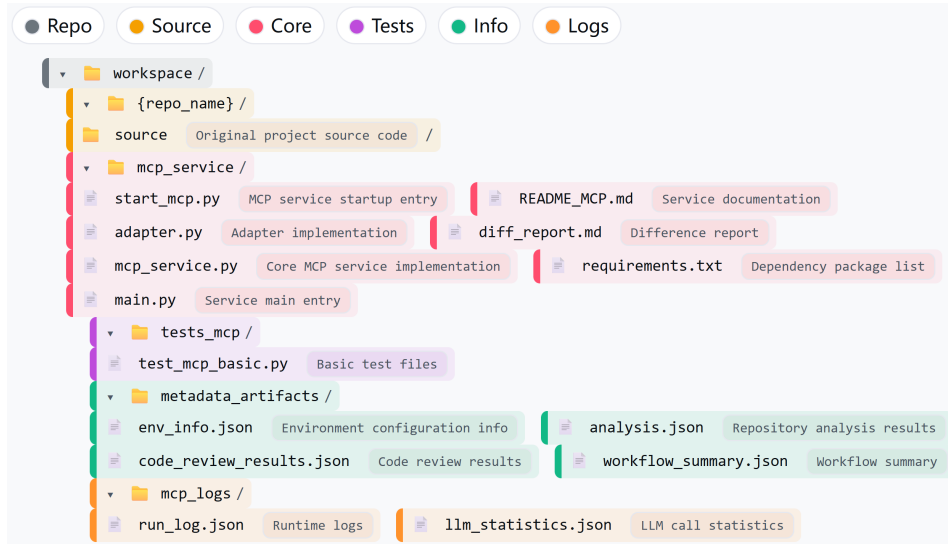 Repo Source Core Tests Info Logs
workspace /
{repo_name} /
source Original project source code /
mcp_service /
start_mcp.py MCP service startup entry README_MCP.md Service documentation
adapter.py Adapter implementation diff_report.md Difference report
mcp_service.py Core MCP service implementation requirements.txt Dependency package list
main.py Service main entry
tests_mcp /
test_mcp_basic.py Basic test files
metadata_artifacts /
env_info.json Environment configuration info analysis.json Repository analysis results
code_review_results.json Code review results workflow_summary.json Workflow summary
mcp_logs /
run_log.json Runtime logs llm_statistics.json LLM call statistics